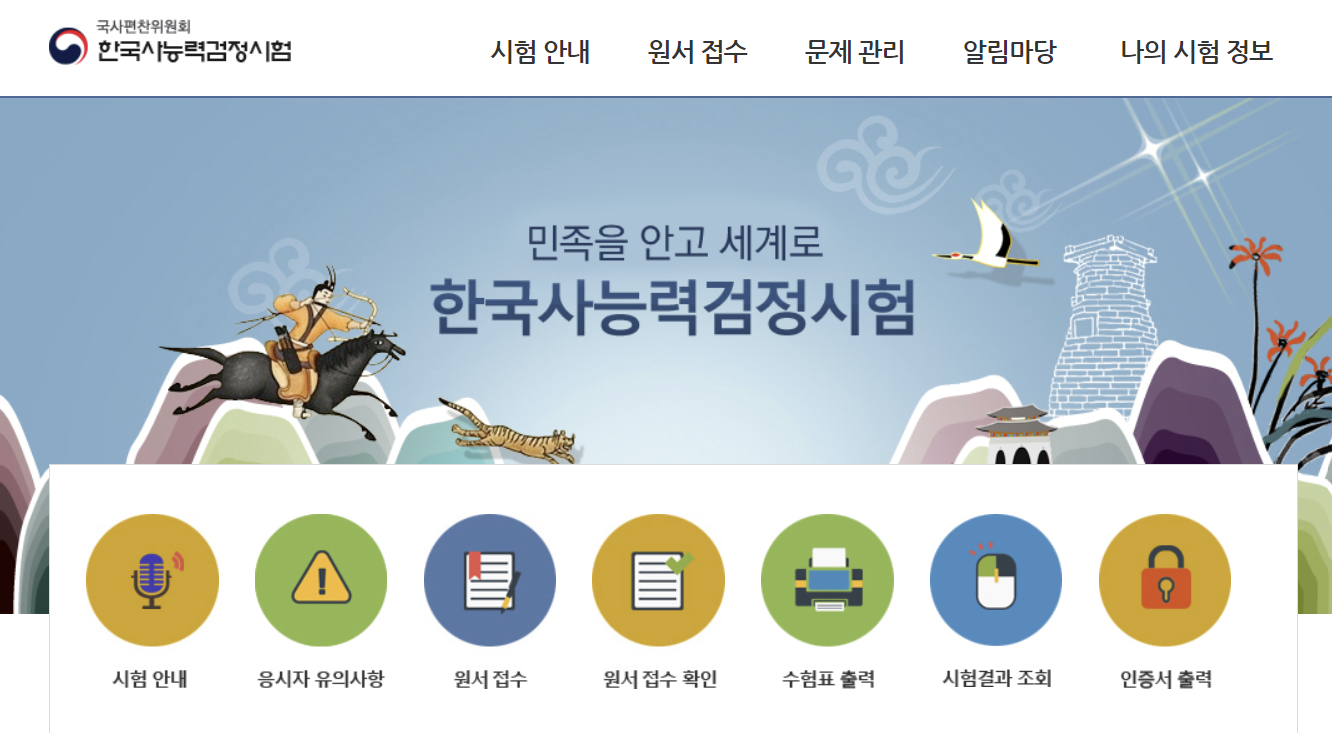 국사편찬위원회
한국사능력검정시험
시험 안내 원서 접수 문제 관리 알림마당 나의 시험 정보
민족을 안고 세계로
한국사능력검정시험
시험 안내 응시자 유의사항 원서 접수 원서 접수 확인 수험표 출력 시험결과 조회 인증서 출력